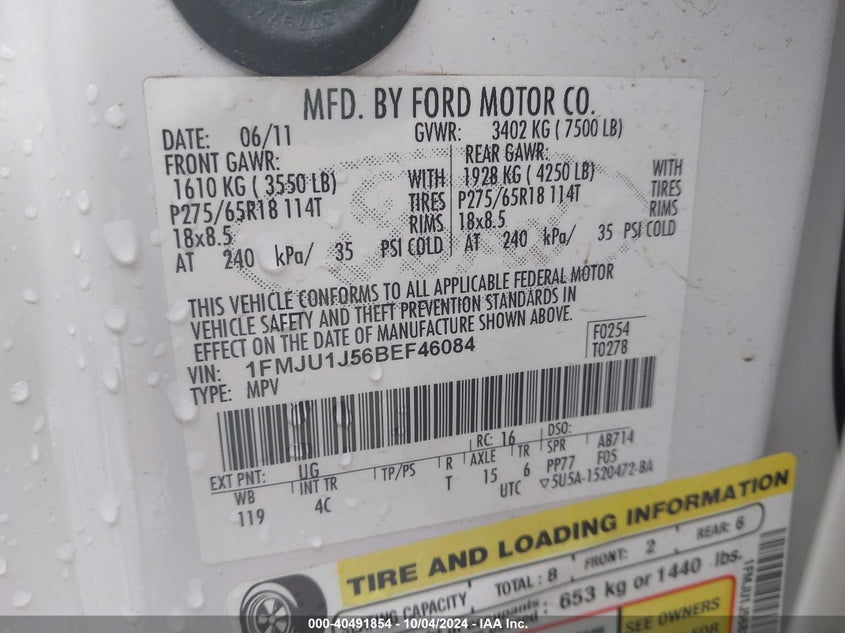 MFD. BY FORD MOTOR CO.
DATE: 06/11 GVWR: 3402 KG ( 7500 LB)
FRONT GAWR: REAR GAWR:
1610 KG ( 3550 LB) WITH 1928 KG ( 4250 LB) WITH
P275/65R18 114T TIRES P275/65R18 114T TIRES
18x8.5 RIMS 18x8.5 RIMS
AT 240 kPa/ 35 PSI COLD AT 240 kPa/ 35 PSI COLD
THIS VEHICLE CONFORMS TO ALL APPLICABLE FEDERAL MOTOR
VEHICLE SAFETY AND THEFT PREVENTION STANDARDS IN
EFFECT ON THE DATE OF MANUFACTURE SHOWN ABOVE.
VIN: 1FMJU1J56BEF46084 F0254
TYPE: MPV T0278
RC: 16 DSO:
EXT PNT: UG AXLE TR SPR AB714
WB INT TR TP/PS R 15 6 PP77 F05
119 4C T UTC ▽5U5A-1520472-BA
TIRE AND LOADING INFORMATION
SEATING CAPACITY TOTAL : 8 FRONT: 2 REAR: 6
653 kg or 1440 lbs.
SEE OWNERS
FOR
000-40491854 - 10/04/2024 - IAA Inc.